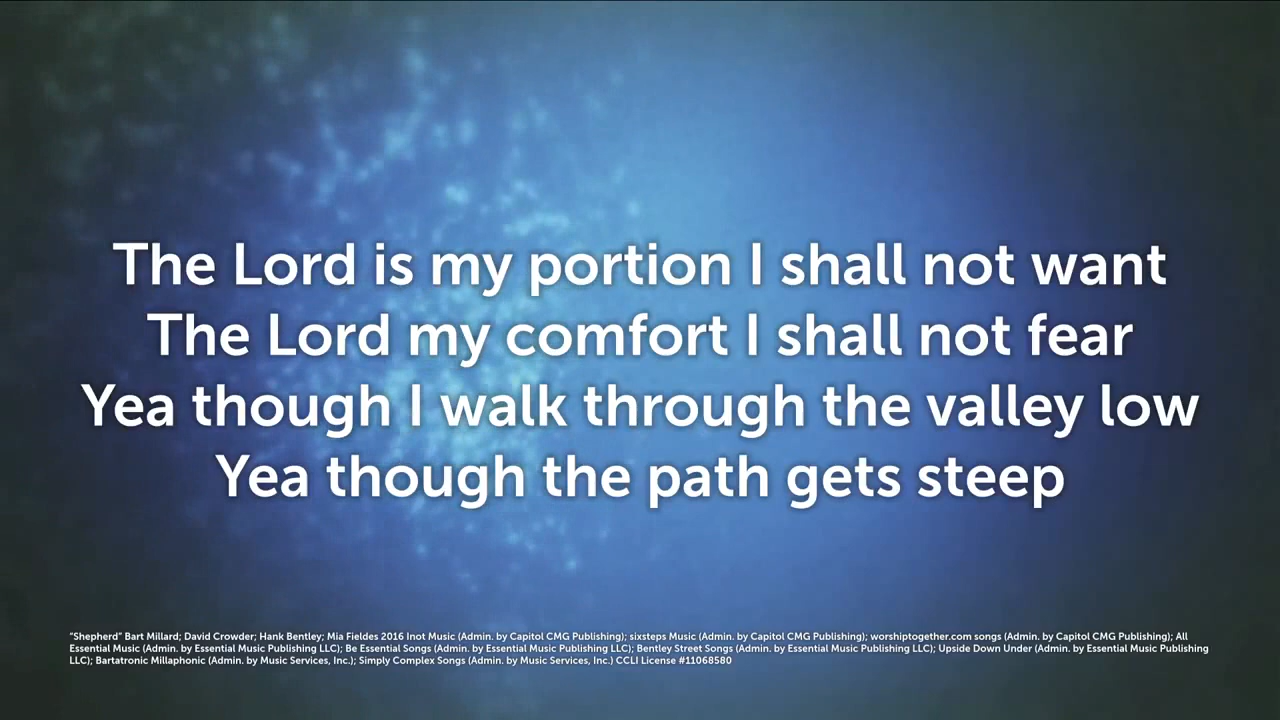 The Lord is my portion I shall not want
The Lord my comfort I shall not fear
Yea though I walk through the valley low
Yea though the path gets steep
"Shepherd" Bart Millard; David Crowder; Hank Bentley; Mia Fieldes 2016 Inot Music (Admin. by Capitol CMG Publishing); sixsteps Music (Admin. by Capitol CMG Publishing); worshiptogether.com songs (Admin. by Capitol CMG Publishing); All
Essential Music (Admin. by Essential Music Publishing LLC); Be Essential Songs (Admin. by Essential Music Publishing LLC); Bentley Street Songs (Admin. by Essential Music Publishing LLC); Upside Down Under (Admin. by Essential Music Publishing
LLC); Bartatronic Millaphonic (Admin. by Music Services, Inc.); Simply Complex Songs (Admin. by Music Services, Inc.) CCLI License #11068580